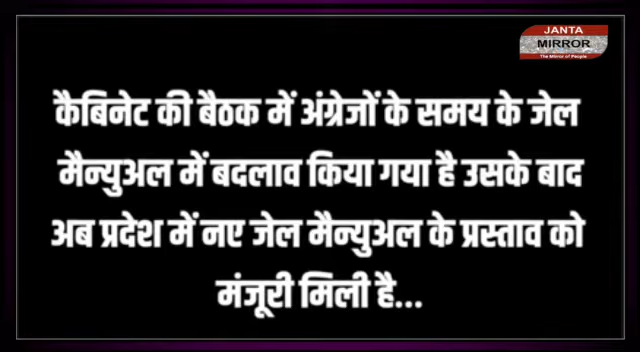 JANTA
MIRROR
The Mirror of People
कैबिनेट की बैठक में अंग्रेजों के समय के जेल
मैन्युअल में बदलाव किया गया है उसके बाद
अब प्रदेश में नए जेल मैन्युअल के प्रस्ताव को
मंजूरी मिली है...